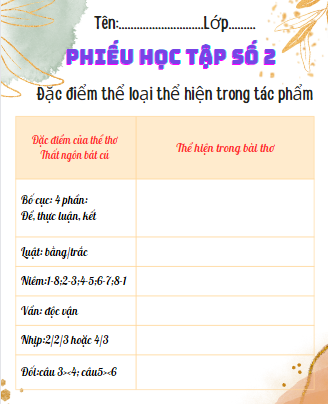 Tên:...........................Lớp.........
PHIẾU HỌC TẬP SỐ 2
Đặc điểm thể loại thể hiện trong tác phẩm
Đặc điểm của thể thơ
Thất ngôn bát cú
Thể hiện trong bài thơ
Bố cục: 4 phần:
Đề, thực luận, kết
Luật: bằng/trắc
Niêm:1-8;2-3;4-5;6-7;8-1
Vần: độc vận
Nhịp:2/2/3 hoặc 4/3
Đối:câu 3><4; câu5><6